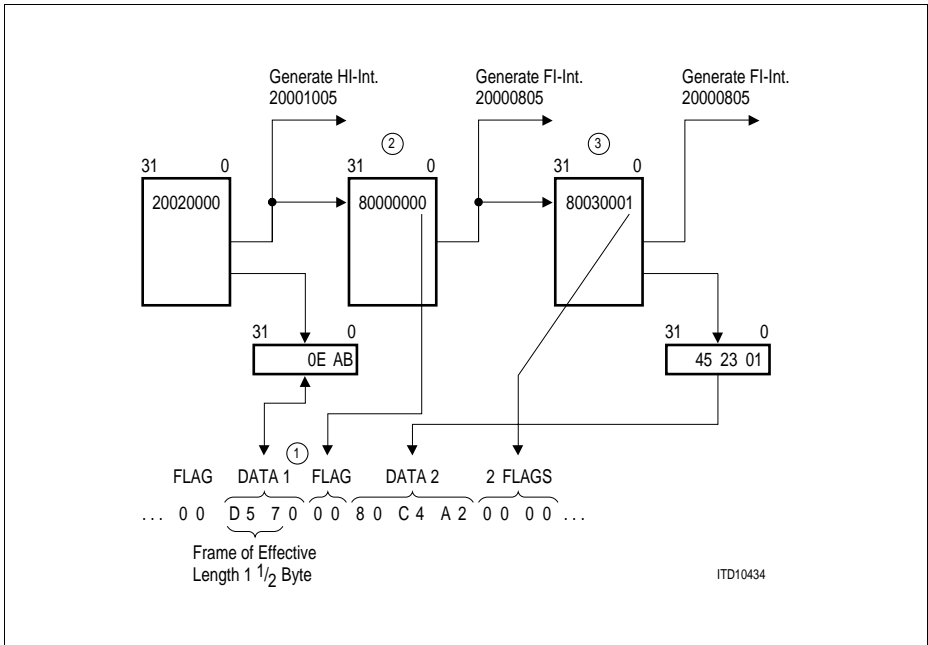 Generate HI-Int. Generate FI-Int. Generate FI-Int.
20001005 20000805 20000805
2 3
31 0 31 0 31 0
20020000 80000000 80030001
31 0 31 0
0E AB 45 23 01
1
FLAG DATA 1 FLAG DATA 2 2 FLAGS
... 0 0 D 5 7 0 0 0 8 0 C 4 A 2 0 0 0 0 ...
Frame of Effective
Length 1 1/2 Byte
ITD10434